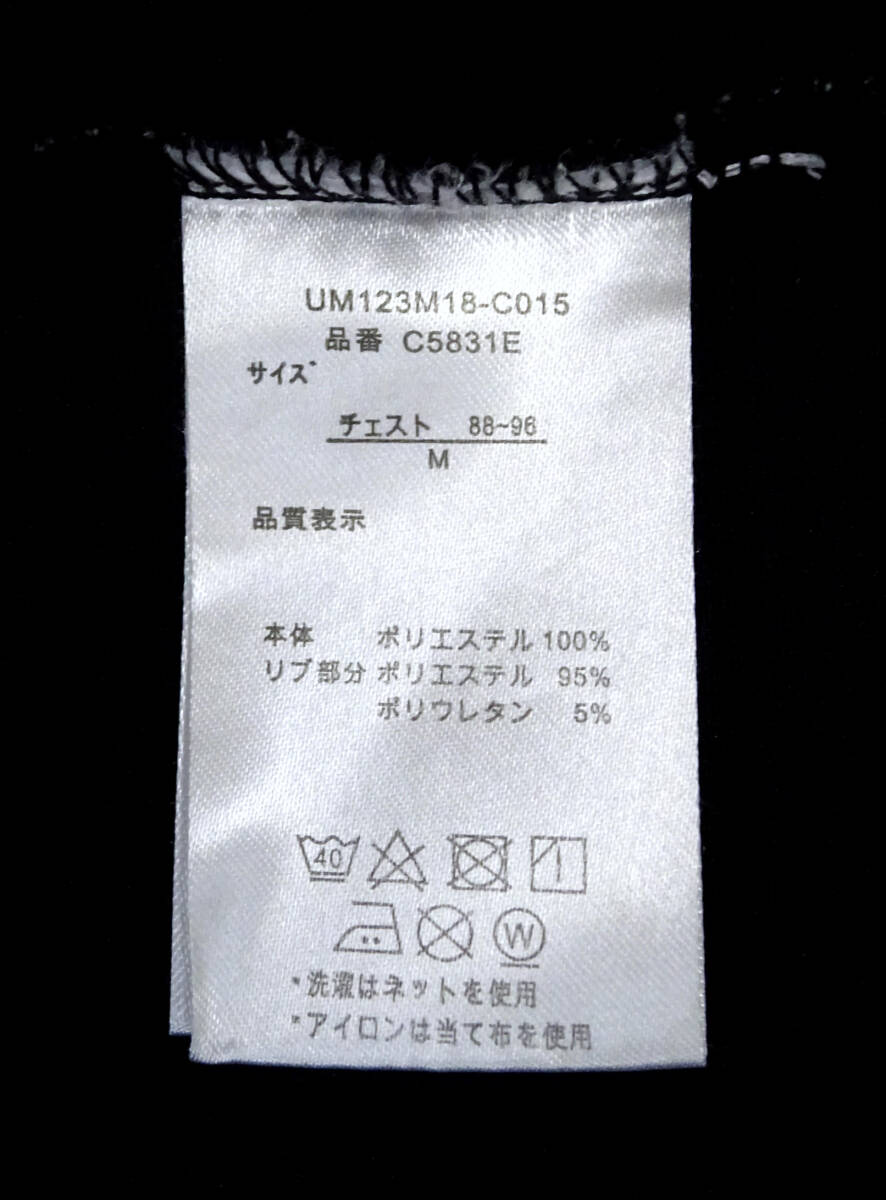 UM123M18-C015
品番 C5831E
サイズ
チェスト 88~96
M
品質表示
本体 ポリエステル 100%
リブ部分 ポリエステル 95%
ポリウレタン 5%
40
W
*洗濯はネットを使用
*アイロンは当て布を使用